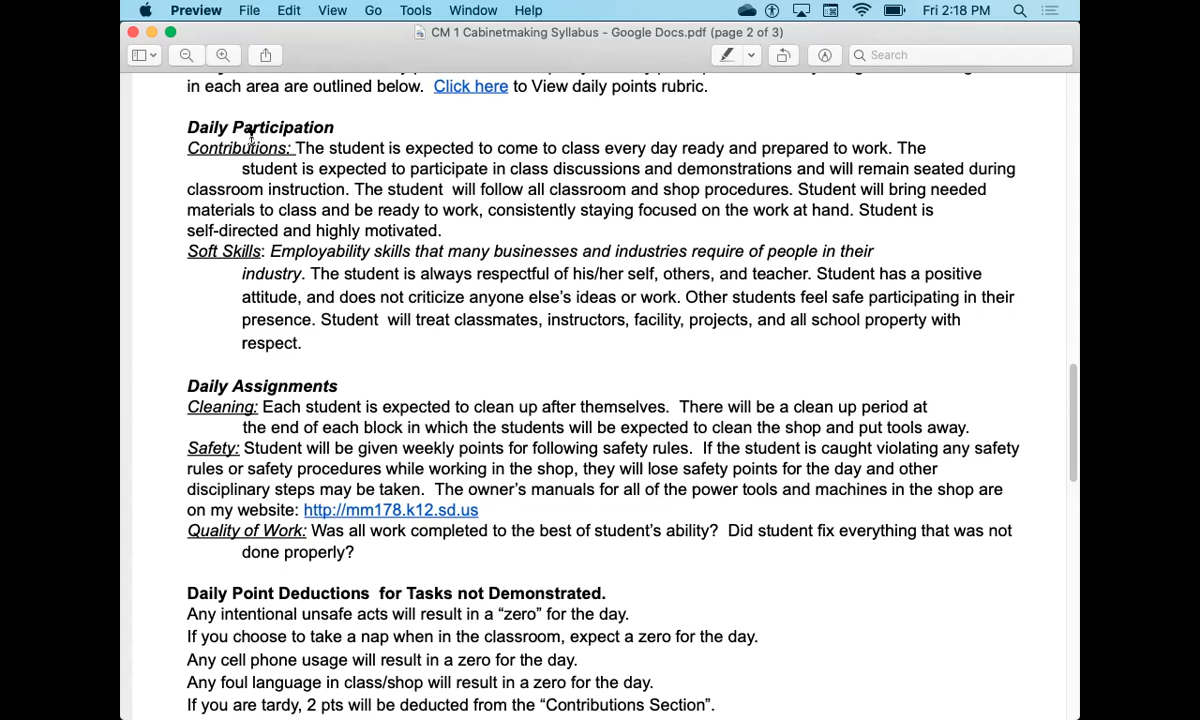 Preview File Edit View Go Tools Window Help Fri 2:18 PM
CM 1 Cabinetmaking Syllabus - Google Docs.pdf (page 2 of 3)
Search
in each area are outlined below. Click here to View daily points rubric.
Daily Participation
Contributions: The student is expected to come to class every day ready and prepared to work. The
student is expected to participate in class discussions and demonstrations and will remain seated during
classroom instruction. The student will follow all classroom and shop procedures. Student will bring needed
materials to class and be ready to work, consistently staying focused on the work at hand. Student is
self-directed and highly motivated.
Soft Skills: Employability skills that many businesses and industries require of people in their
industry. The student is always respectful of his/her self, others, and teacher. Student has a positive
attitude, and does not criticize anyone else’s ideas or work. Other students feel safe participating in their
presence. Student will treat classmates, instructors, facility, projects, and all school property with
respect.
Daily Assignments
Cleaning: Each student is expected to clean up after themselves. There will be a clean up period at
the end of each block in which the students will be expected to clean the shop and put tools away.
Safety: Student will be given weekly points for following safety rules. If the student is caught violating any safety
rules or safety procedures while working in the shop, they will lose safety points for the day and other
disciplinary steps may be taken. The owner’s manuals for all of the power tools and machines in the shop are
on my website: http://mm178.k12.sd.us
Quality of Work: Was all work completed to the best of student’s ability? Did student fix everything that was not
done properly?
Daily Point Deductions for Tasks not Demonstrated.
Any intentional unsafe acts will result in a “zero” for the day.
If you choose to take a nap when in the classroom, expect a zero for the day.
Any cell phone usage will result in a zero for the day.
Any foul language in class/shop will result in a zero for the day.
If you are tardy, 2 pts will be deducted from the “Contributions Section”.